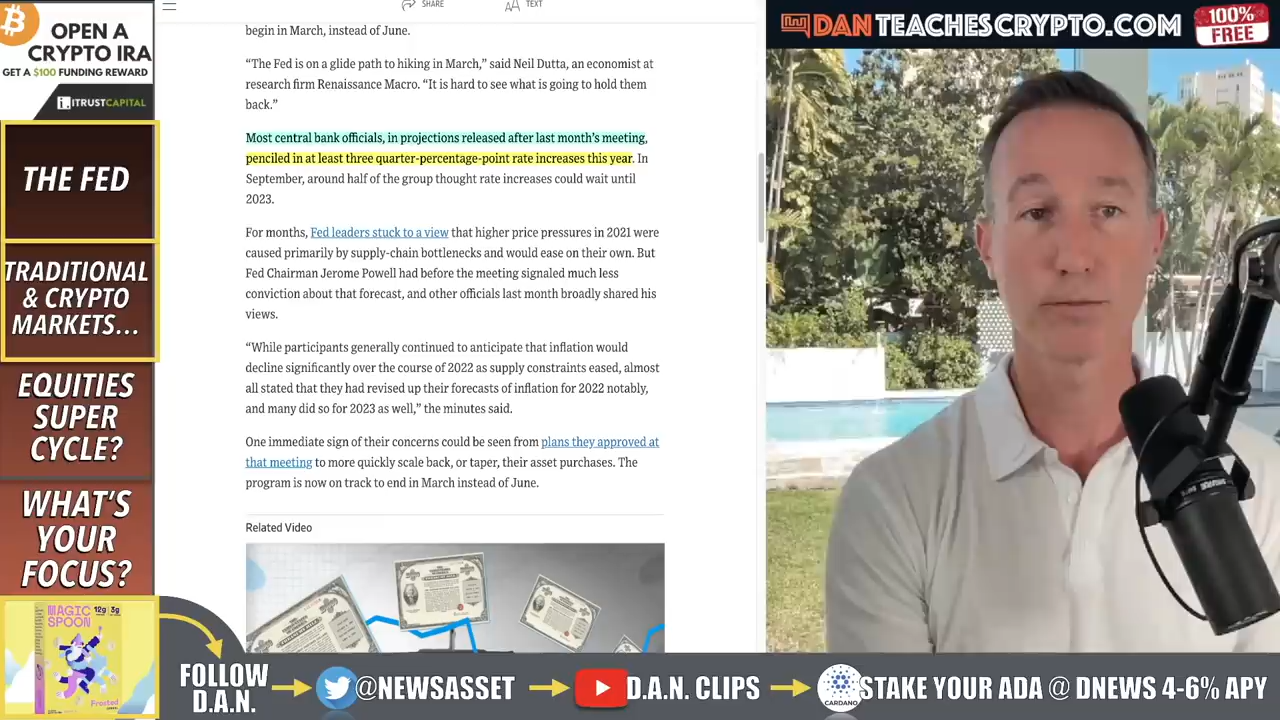 OPEN A
CRYPTO IRA
GET A $100 FUNDING REWARD
ITRUSTCAPITAL
THE FED
TRADITIONAL
& CRYPTO
MARKETS...
EQUITIES
SUPER
CYCLE?
WHAT'S
YOUR
FOCUS?
MAGIC
SPOON
12g 3g
Frosted
SHARE
AA TEXT
begin in March, instead of June.
“The Fed is on a glide path to hiking in March,” said Neil Dutta, an economist at
research firm Renaissance Macro. “It is hard to see what is going to hold them
back.”
Most central bank officials, in projections released after last month’s meeting,
penciled in at least three quarter-percentage-point rate increases this year. In
September, around half of the group thought rate increases could wait until
2023.
For months, Fed leaders stuck to a view that higher price pressures in 2021 were
caused primarily by supply-chain bottlenecks and would ease on their own. But
Fed Chairman Jerome Powell had before the meeting signaled much less
conviction about that forecast, and other officials last month broadly shared his
views.
“While participants generally continued to anticipate that inflation would
decline significantly over the course of 2022 as supply constraints eased, almost
all stated that they had revised up their forecasts of inflation for 2022 notably,
and many did so for 2023 as well,” the minutes said.
One immediate sign of their concerns could be seen from plans they approved at
that meeting to more quickly scale back, or taper, their asset purchases. The
program is now on track to end in March instead of June.
Related Video
DANTEACHESCRYPTO.COM
100%
FREE
FOLLOW
D.A.N.
@NEWSASSET
D.A.N. CLIPS
CARDANO
STAKE YOUR ADA @ DNEWS 4-6% APY